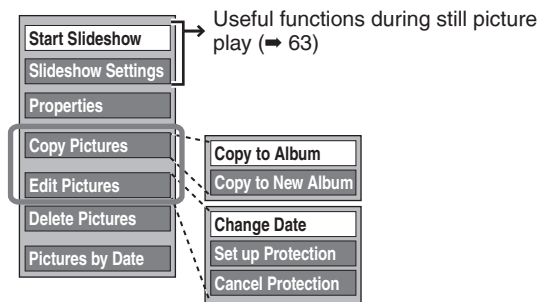 Start Slideshow
Slideshow Settings
Properties
Copy Pictures
Edit Pictures
Delete Pictures
Pictures by Date
Useful functions during still picture
play (➡ 63)
Copy to Album
Copy to New Album
Change Date
Set up Protection
Cancel Protection